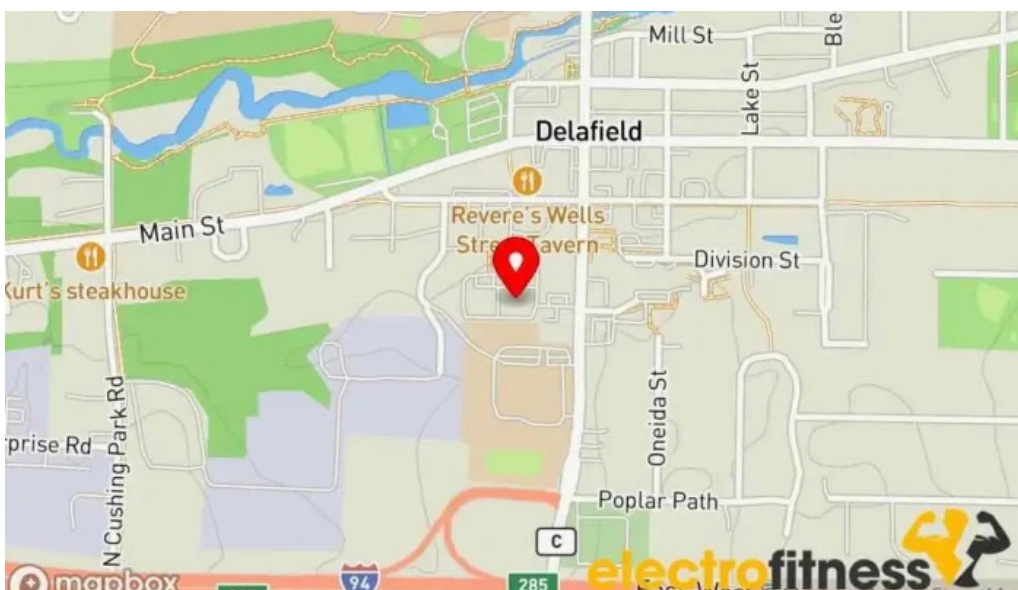 Mill St
Lake St
Delafield
Main St
Revere's Wells
Street Tavern
Kurt's steakhouse
Division St
N Cushing Park Rd
rprise Rd
Oneida St
Poplar Path
C
94
285
mapbox
electrofitness